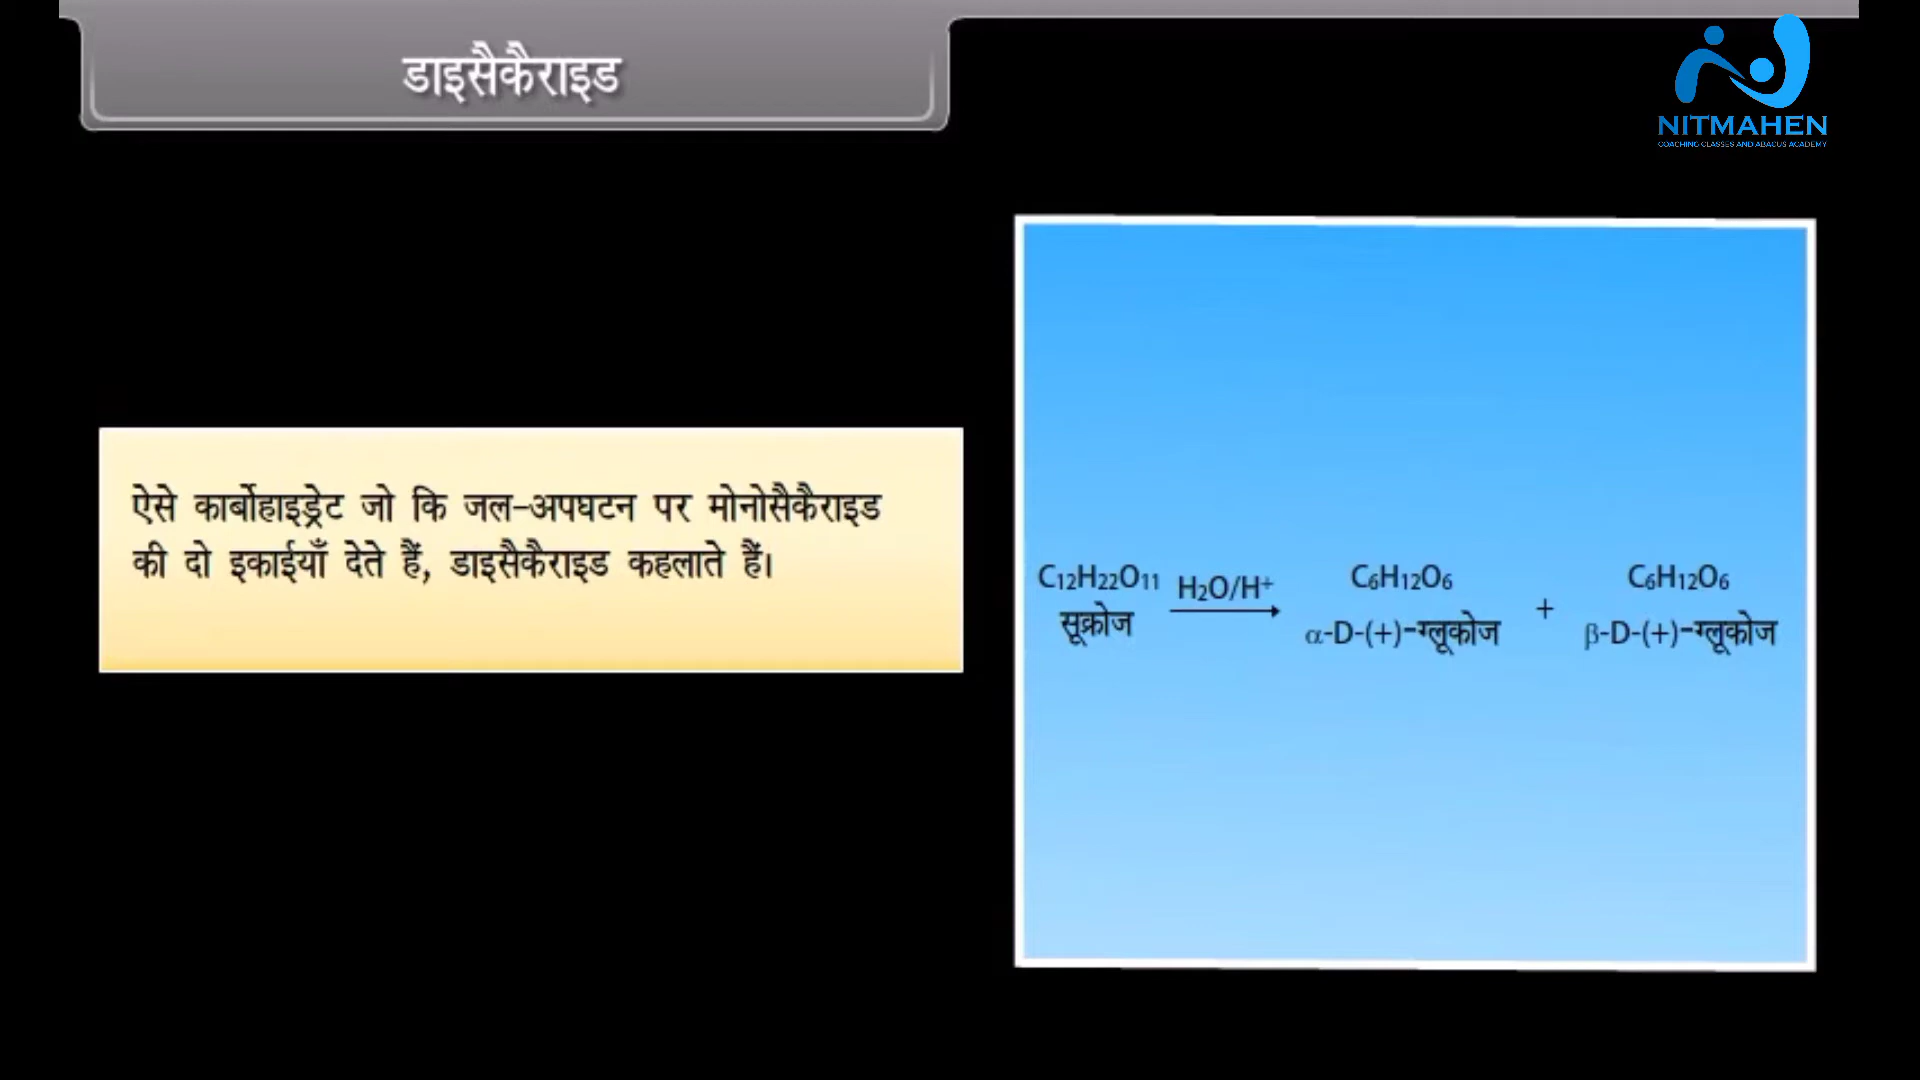 डाइसैकैराइड
NITMAHEN
COACHING CLASSES AND ABACUS ACADEMY
ऐसे कार्बोहाइड्रेट जो कि जल-अपघटन पर मोनोसैकैराइड
की दो इकाईयाँ देते हैं, डाइसैकैराइड कहलाते हैं।
C₁₂H₂₂O₁₁ H₂O/H⁺ C₆H₁₂O₆ + C₆H₁₂O₆
सूक्रोज α-D-(+)-ग्लूकोज β-D-(+)-ग्लूकोज